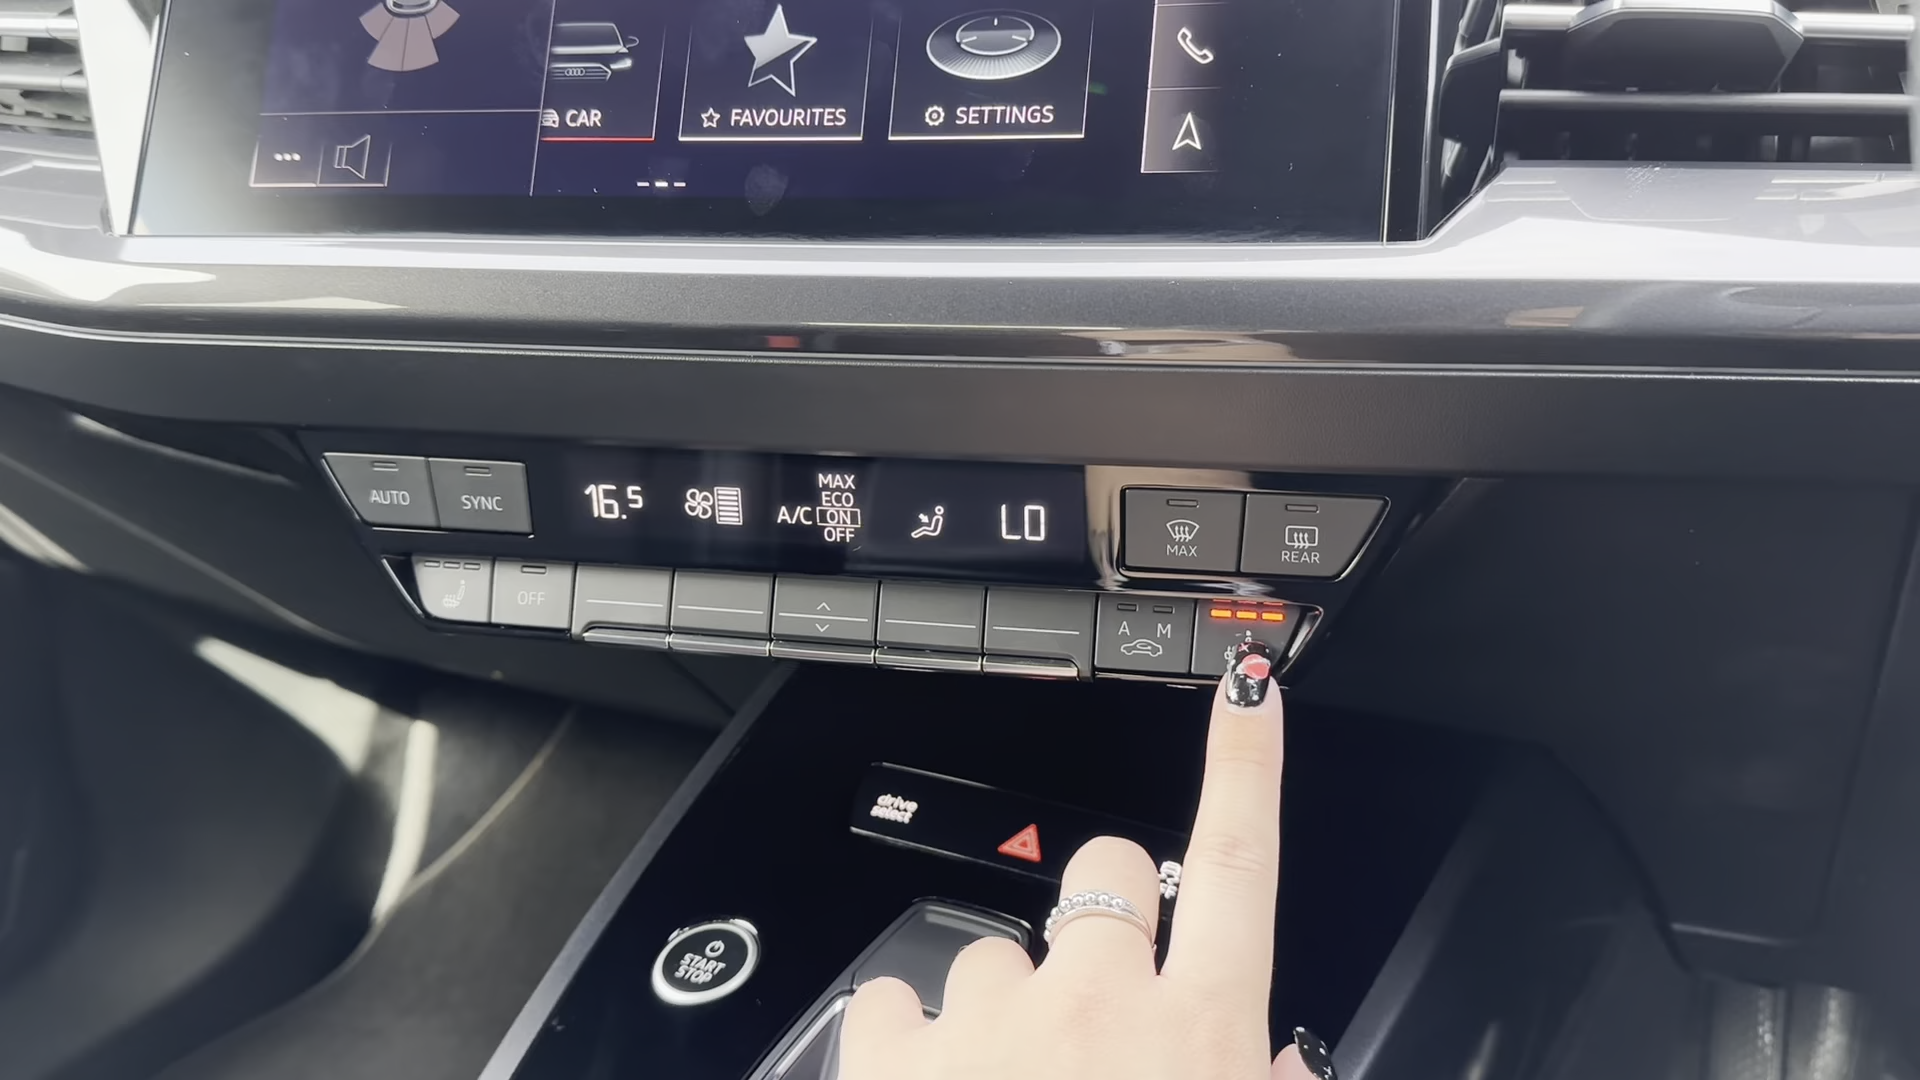 CAR
FAVOURITES
SETTINGS
AUTO
SYNC
16.5
A/C
MAX
ECO
ON
OFF
LO
MAX
REAR
OFF
A M
drive
select
START
STOP